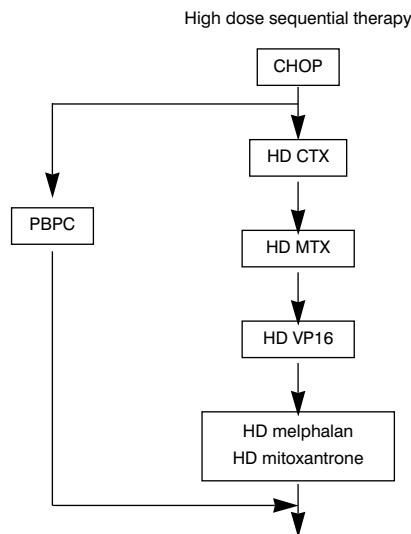 High dose sequential therapy
CHOP
HD CTX
PBPC
HD MTX
HD VP16
HD melphalan
HD mitoxantrone